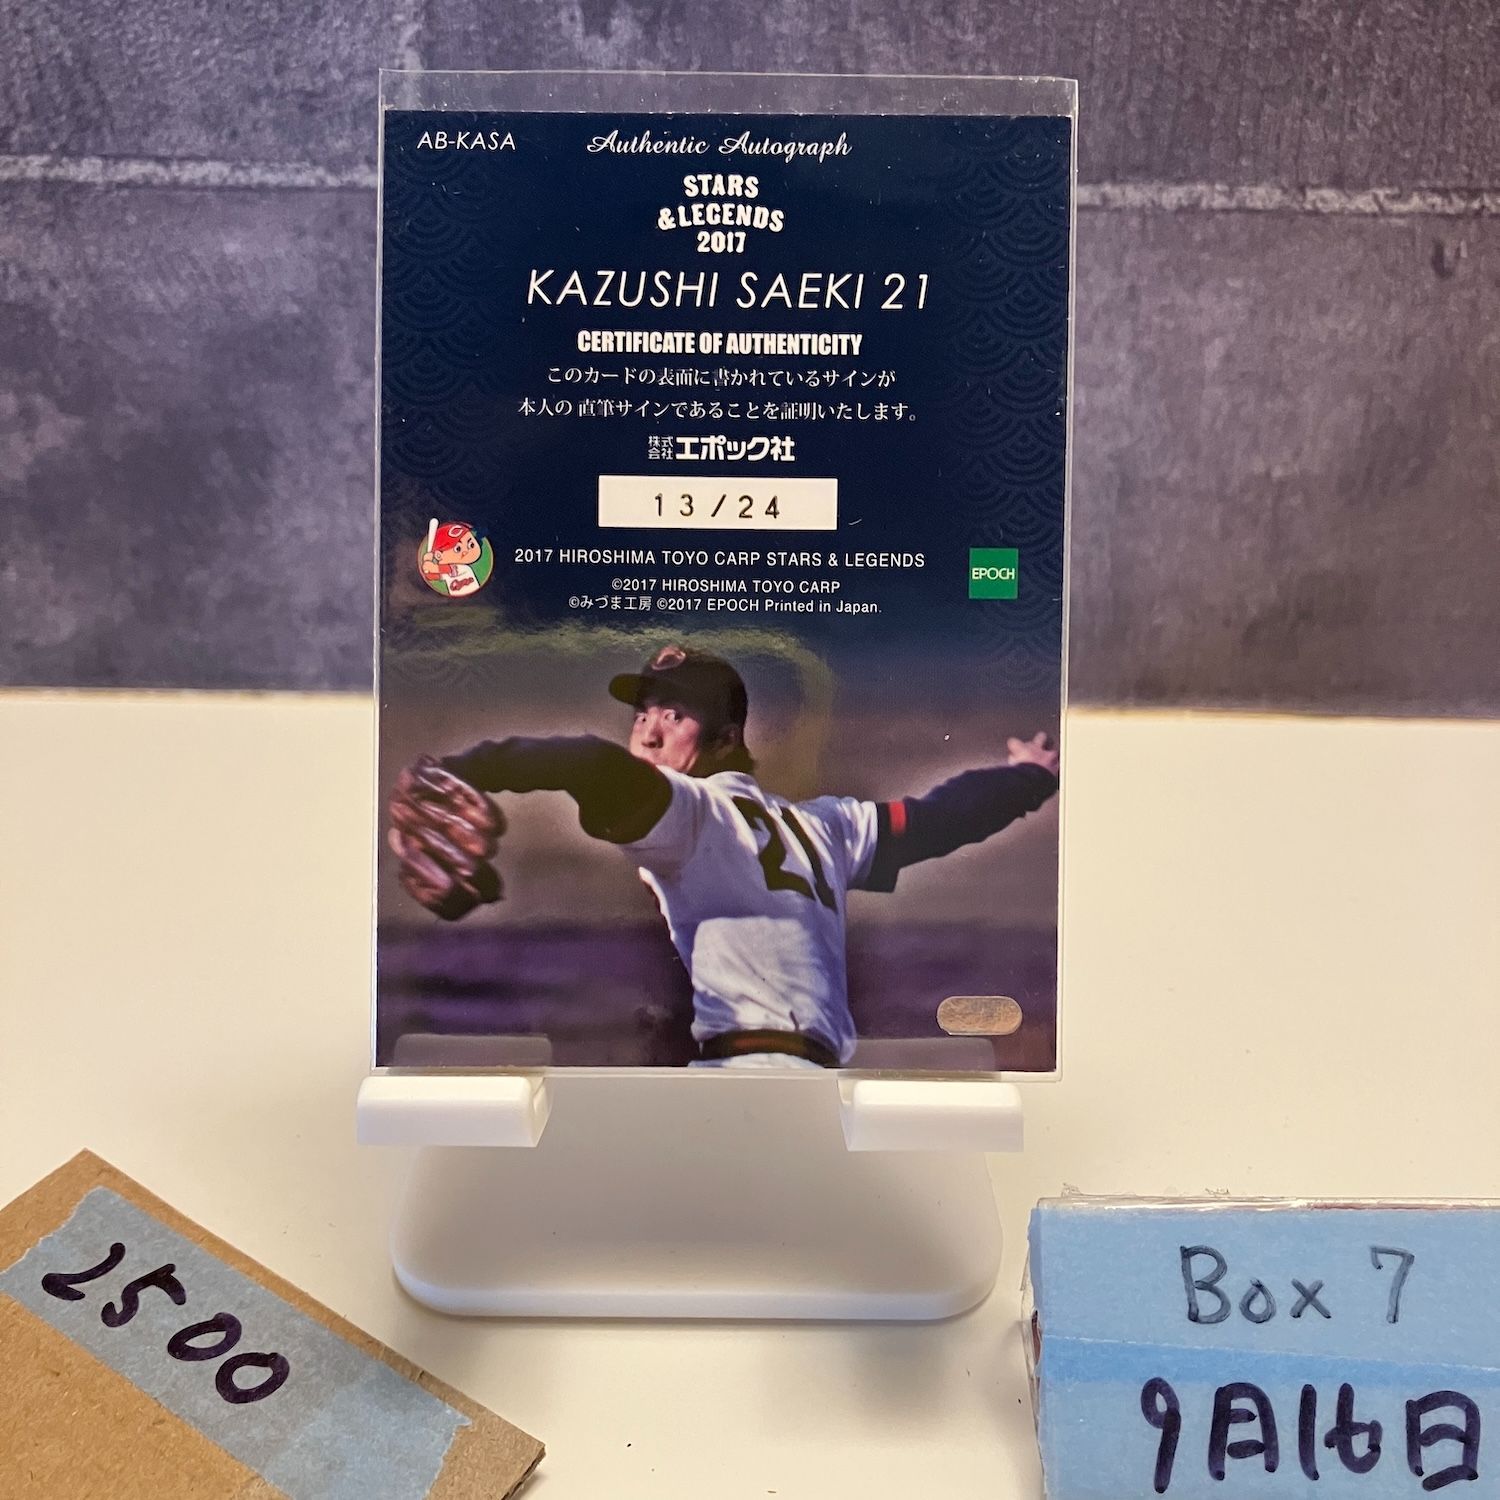 AB-KASA
Authentic Autograph
STARS
& LEGENDS
2017
KAZUSHI SAEKI 21
CERTIFICATE OF AUTHENTICITY
このカードの表面に書かれているサインが
本人の 直筆サインであることを証明いたします。
株式会社エポック社
13/24
2017 HIROSHIMA TOYO CARP STARS & LEGENDS
©2017 HIROSHIMA TOYO CARP
©みづま工房 ©2017 EPOCH Printed in Japan.
EPOCH
C
21
2500
Box 7
9月16日